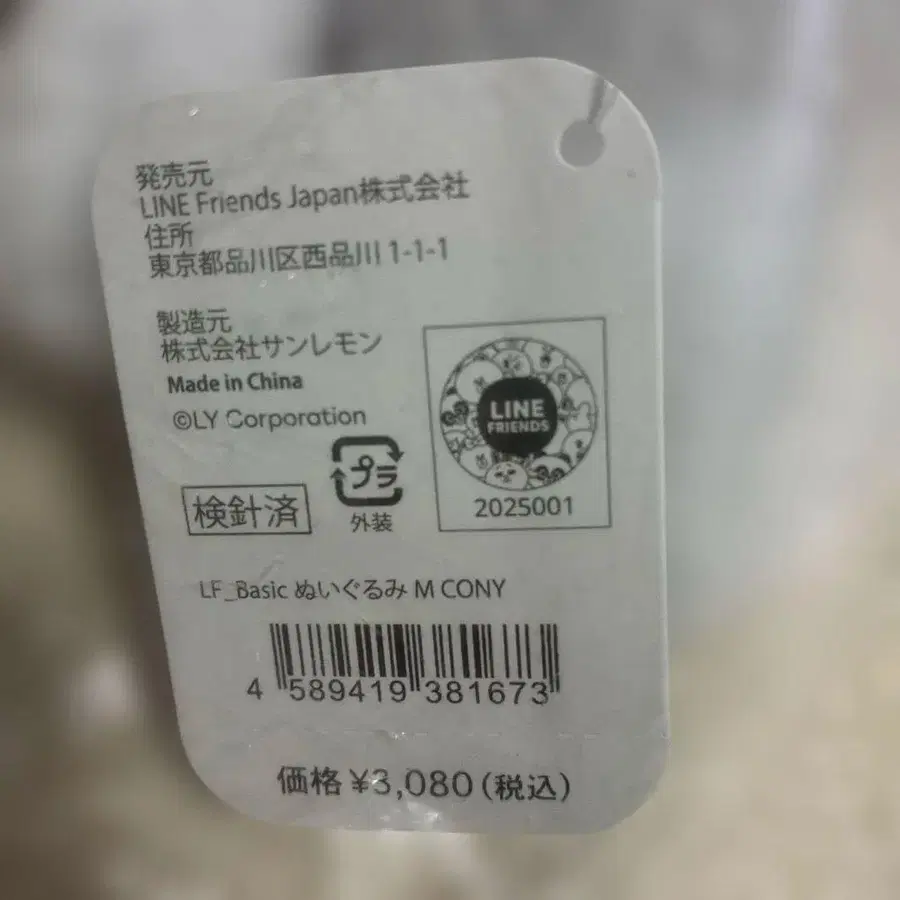 発売元
LINE Friends Japan株式会社
住所
東京都品川区西品川 1-1-1
製造元
株式会社サンレモン
Made in China
©LY Corporation
プラ
外装
検針済
LINE
FRIENDS
2025001
LF_Basic ぬいぐるみ M CONY
4 589419 381673
価格 ¥3,080 (税込)